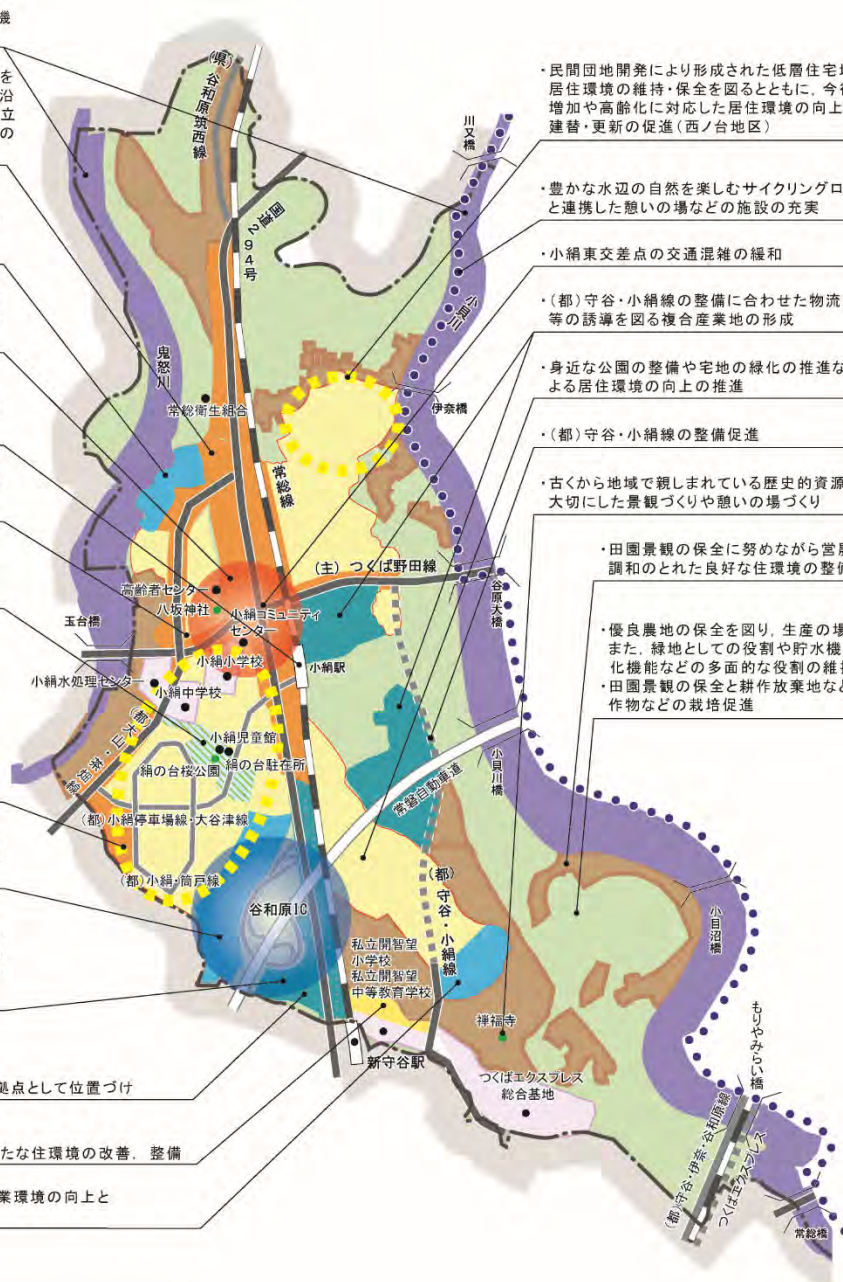 機
を
沿
立
の
・民間団地開発により形成された低層住宅地
居住環境の維持・保全を図るとともに，今後
増加や高齢化に対応した居住環境の向上
建替・更新の促進（西ノ台地区）
・豊かな水辺の自然を楽しむサイクリングロ
と連携した憩いの場などの施設の充実
・小絹東交差点の交通混雑の緩和
・（都）守谷・小絹線の整備に合わせた物流
等の誘導を図る複合産業地の形成
・身近な公園の整備や宅地の緑化の推進な
よる居住環境の向上の推進
・（都）守谷・小絹線の整備促進
・古くから地域で親しまれている歴史的資源
大切にした景観づくりや憩いの場づくり
・田園景観の保全に努めながら営農
調和のとれた良好な住環境の整備
・優良農地の保全を図り，生産の場
また，緑地としての役割や貯水機
化機能などの多面的な役割の維持
・田園景観の保全と耕作放棄地など
作物などの栽培促進
（県）谷和原筑西線
国道294号
川又橋
小貝川
鬼怒川
常総衛生組合
伊奈橋
常総線
（主）つくば野田線
高齢者センター
八坂神社
小絹コミュニティ
センター
玉台橋
谷原大橋
小絹小学校
小絹駅
小絹水処理センター
小絹中学校
小絹児童館
絹の台桜公園
絹の台駐在所
小貝川橋
常磐自動車道
（都）小絹停車場線・大谷津線
（都）小絹・筒戸線
（都）守谷・小絹線
谷和原IC
私立開智望
小学校
私立開智望
中等教育学校
小目沼橋
禅福寺
新守谷駅
つくばエクスプレス
総合基地
もりやみらい橋
（都）守谷・伊奈・谷和原線
つくばエクスプレス
常総橋
拠点として位置づけ
たな住環境の改善，整備
業環境の向上と